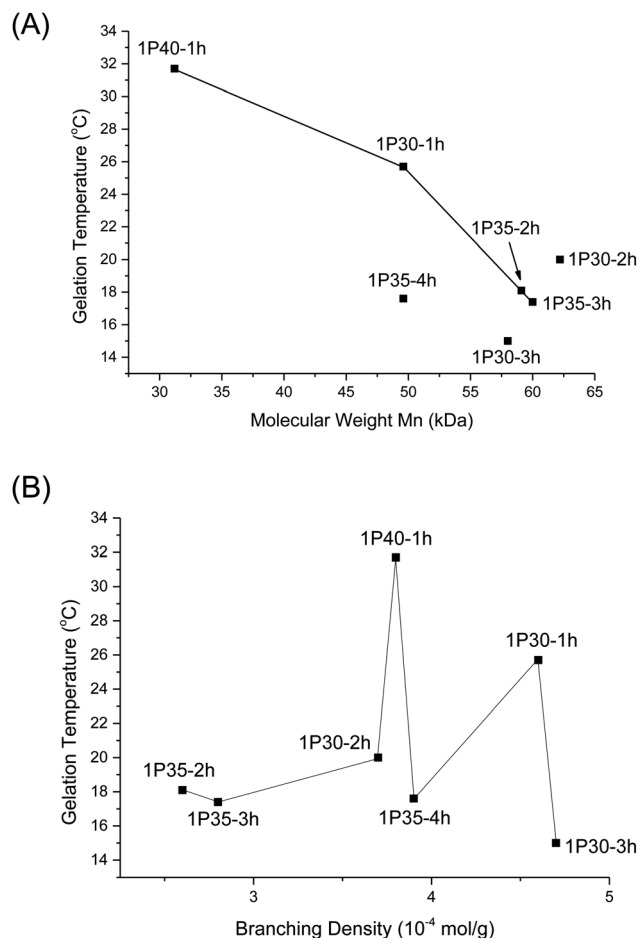 (A)
34
32
30
28
26
24
22
20
18
16
14
Gelation Temperature (°C)
1P40-1h
1P30-1h
1P35-2h
1P30-2h
1P35-4h
1P35-3h
1P30-3h
30 35 40 45 50 55 60 65
Molecular Weight Mn (kDa)
(B)
34
32
30
28
26
24
22
20
18
16
14
Gelation Temperature (°C)
1P40-1h
1P30-1h
1P30-2h
1P35-2h
1P35-3h
1P35-4h
1P30-3h
3 4 5
Branching Density (10⁻⁴ mol/g)